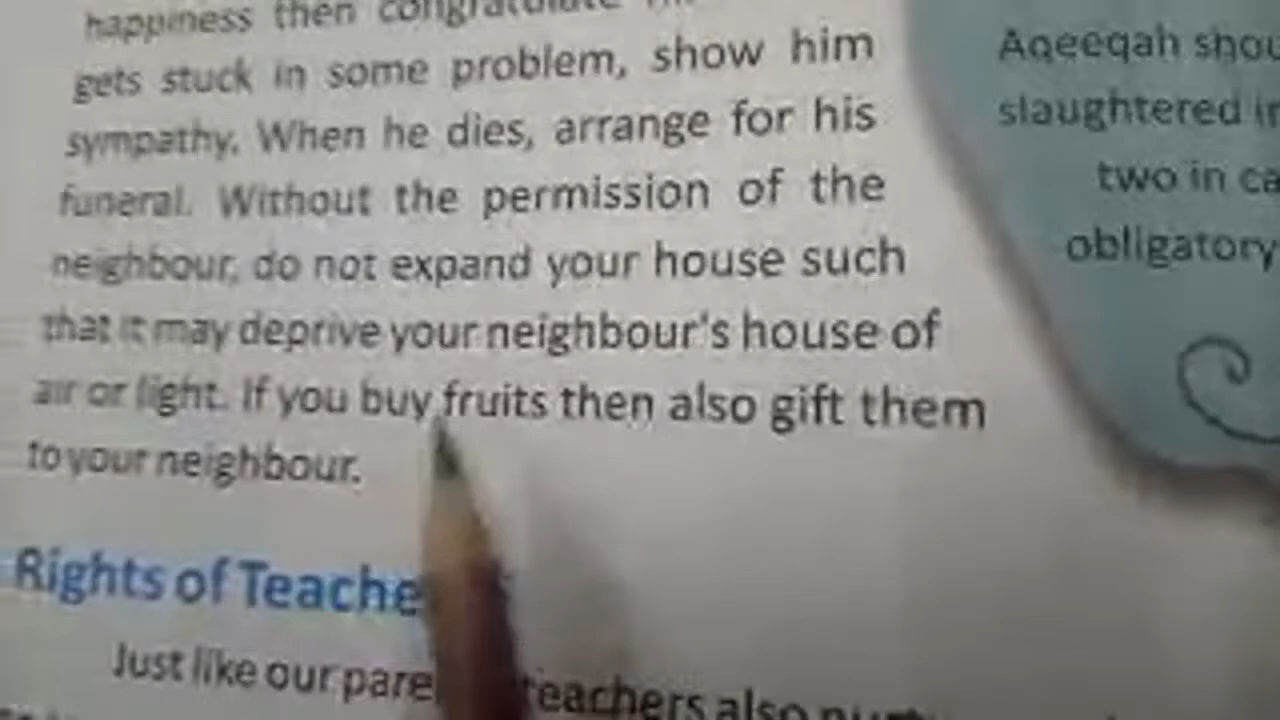 happiness then congratulate
gets stuck in some problem, show him
sympathy. When he dies, arrange for his
funeral. Without the permission of the
neighbour, do not expand your house such
that it may deprive your neighbour's house of
air or light. If you buy fruits then also gift them
to your neighbour.
Rights of Teache
Just like our pare teachers also
Aqeeqah shou
slaughtered in
two in ca
obligatory